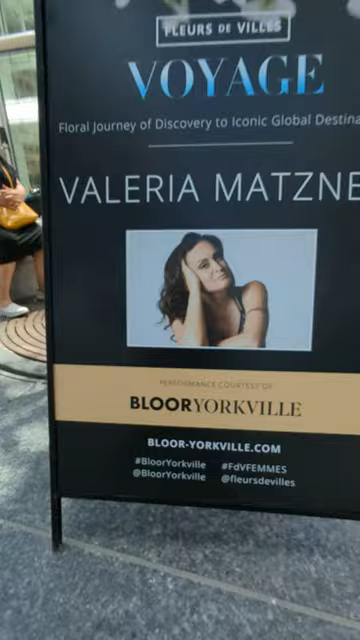 FLEURS DE VILLES
VOYAGE
Floral Journey of Discovery to Iconic Global Destina
VALERIA MATZNE
PERFORMANCE COURTESY OF
BLOORYORKVILLE
BLOOR-YORKVILLE.COM
#BloorYorkville #FdVFEMMES
@BloorYorkville @fleursdevilles